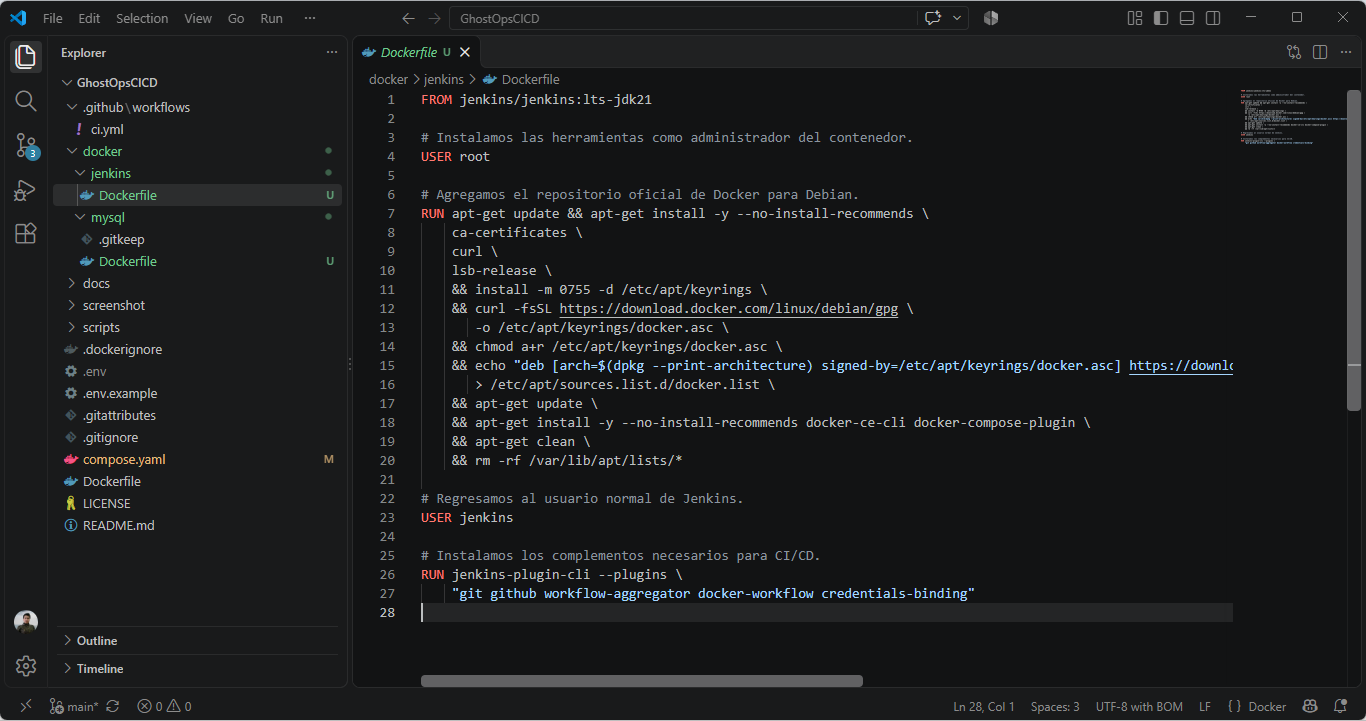 File Edit Selection View Go Run ···
GhostOpsCICD
Explorer
···
GhostOpsCICD
.github\workflows
! ci.yml
docker
jenkins
Dockerfile U
mysql
.gitkeep
Dockerfile U
docs
screenshot
scripts
.dockerignore
.env
.env.example
.gitattributes
.gitignore
compose.yaml M
Dockerfile
LICENSE
README.md
Outline
Timeline
3
Dockerfile U
docker > jenkins > Dockerfile
1 FROM jenkins/jenkins:lts-jdk21
2
3 # Instalamos las herramientas como administrador del contenedor.
4 USER root
5
6 # Agregamos el repositorio oficial de Docker para Debian.
7 RUN apt-get update && apt-get install -y --no-install-recommends \
8 ca-certificates \
9 curl \
10 lsb-release \
11 && install -m 0755 -d /etc/apt/keyrings \
12 && curl -fsSL https://download.docker.com/linux/debian/gpg \
13 -o /etc/apt/keyrings/docker.asc \
14 && chmod a+r /etc/apt/keyrings/docker.asc \
15 && echo "deb [arch=$(dpkg --print-architecture) signed-by=/etc/apt/keyrings/docker.asc] https://downlo
16 > /etc/apt/sources.list.d/docker.list \
17 && apt-get update \
18 && apt-get install -y --no-install-recommends docker-ce-cli docker-compose-plugin \
19 && apt-get clean \
20 && rm -rf /var/lib/apt/lists/*
21
22 # Regresamos al usuario normal de Jenkins.
23 USER jenkins
24
25 # Instalamos los complementos necesarios para CI/CD.
26 RUN jenkins-plugin-cli --plugins \
27 "git github workflow-aggregator docker-workflow credentials-binding"
28
main* 0 0 Ln 28, Col 1 Spaces: 3 UTF-8 with BOM LF { } Docker